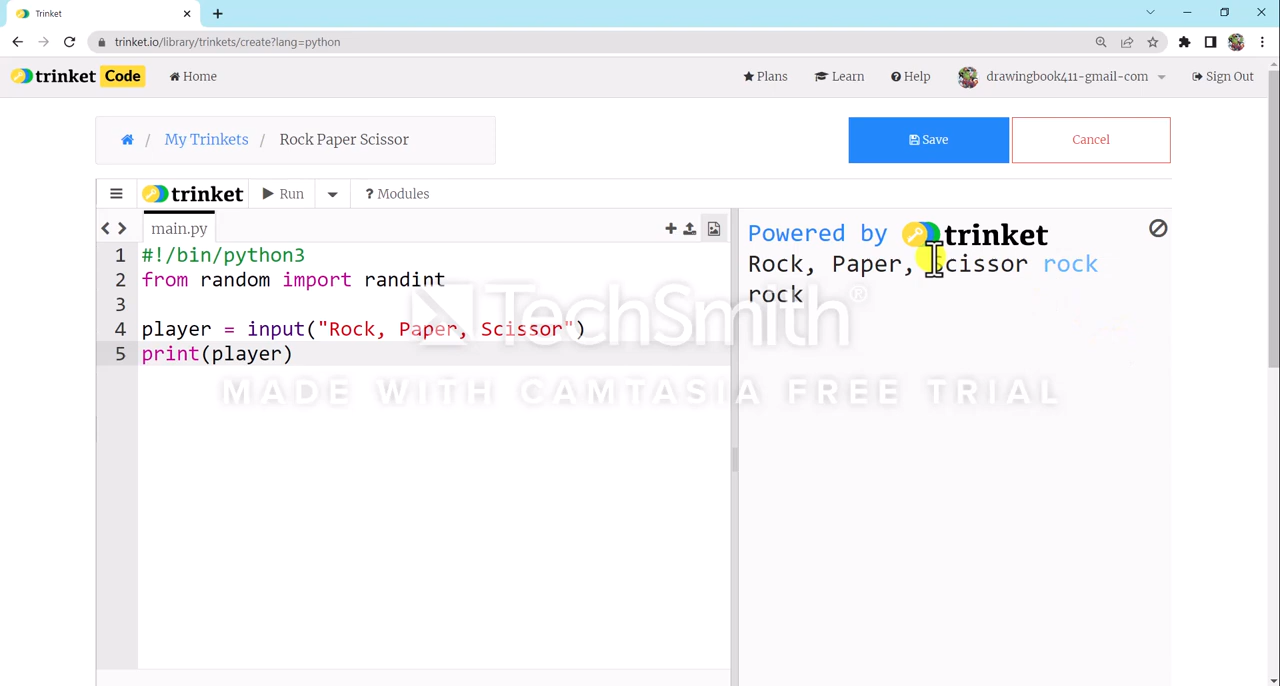 Trinket
trinket.io/library/trinkets/create?lang=python
trinket Code Home Plans Learn Help drawingbook411-gmail-com Sign Out
/ My Trinkets / Rock Paper Scissor Save Cancel
trinket Run ? Modules
main.py
1 #!/bin/python3
2 from random import randint
3
4 player = input("Rock, Paper, Scissor")
5 print(player)
Powered by trinket
Rock, Paper, Scissor rock
rock
TechSmith®
MADE WITH CAMTASIA FREE TRIAL